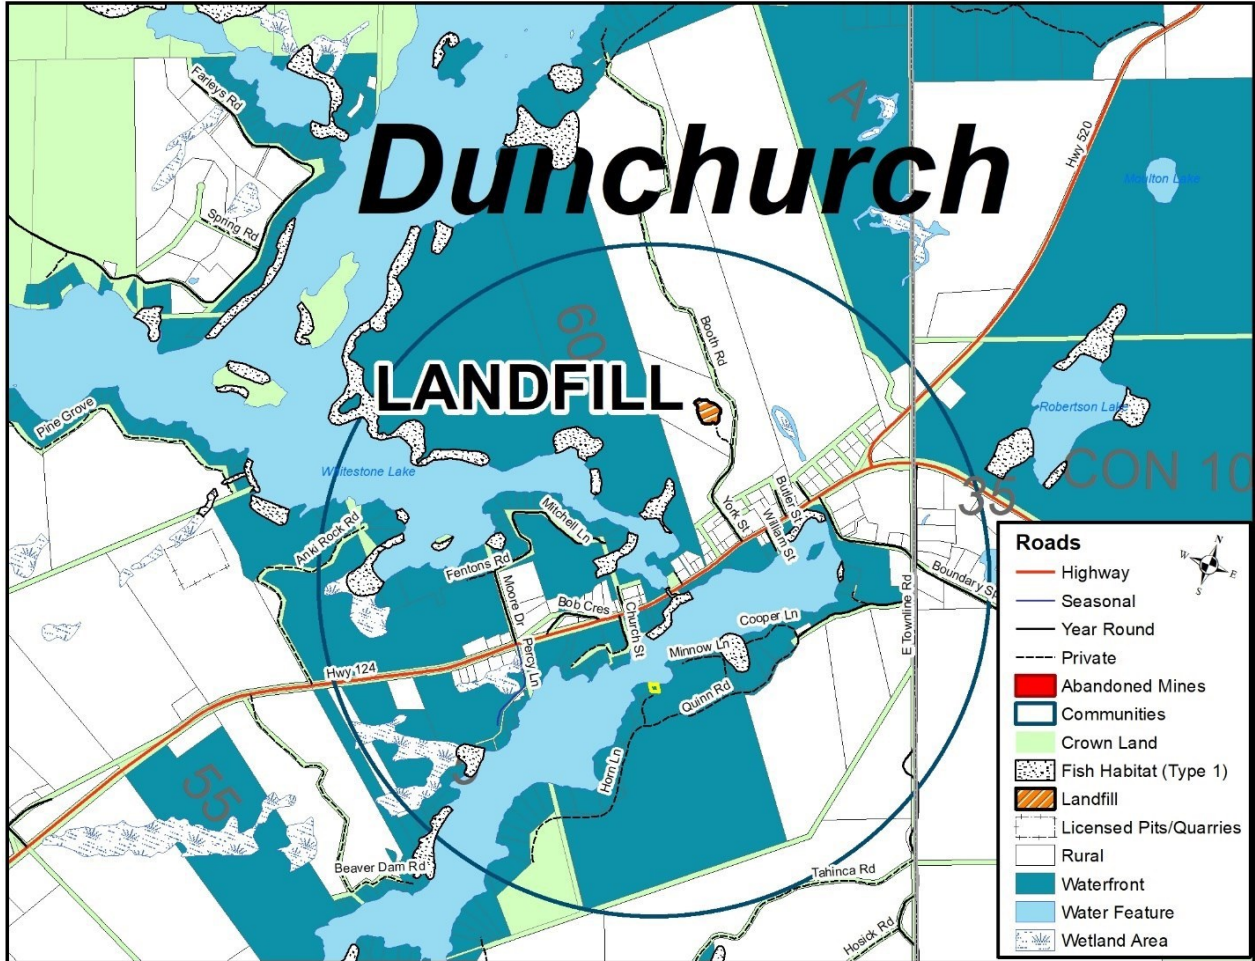 Farleys Rd
Spring Rd
Dunchurch
A
Hwy 520
Moulton Lake
60
Booth Rd
LANDFILL
Pine Grove
Whitestone Lake
Robertson Lake
CON 10
35
Anki Rock Rd
Mitchell Ln
Fentons Rd
Moore Dr
Bob Cres
Church St
York St
Butler St
William St
Boundary St
E Townline Rd
Cooper Ln
Minnow Ln
Quinn Rd
Percy Ln
Hwy 124
Horn Ln
55
Beaver Dam Rd
Tahinca Rd
Hosick Rd
Roads
N
W
E
S
Highway
Seasonal
Year Round
Private
Abandoned Mines
Communities
Crown Land
Fish Habitat (Type 1)
Landfill
Licensed Pits/Quarries
Rural
Waterfront
Water Feature
Wetland Area